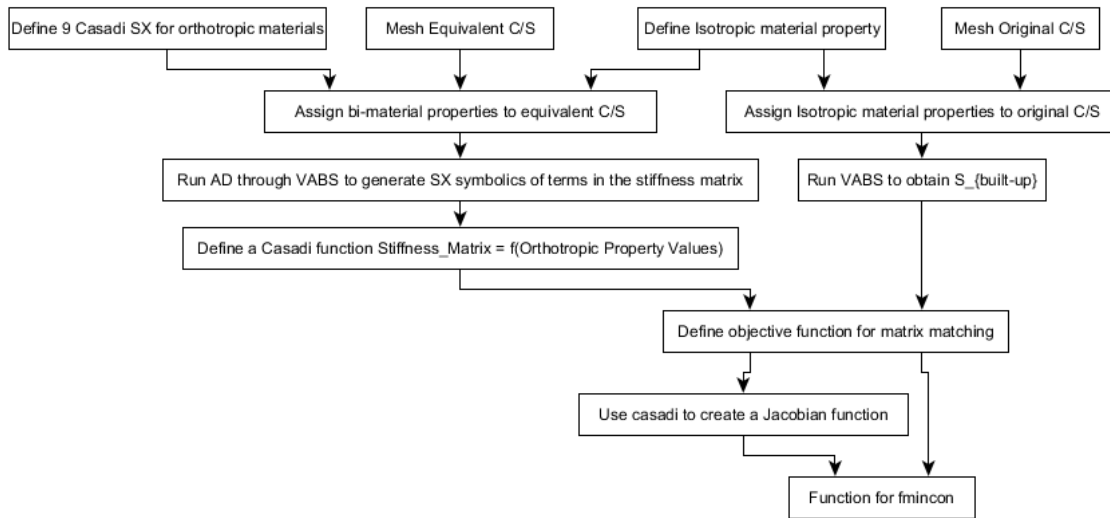 Define 9 Casadi SX for orthotropic materials
Mesh Equivalent C/S
Define Isotropic material property
Mesh Original C/S
Assign bi-material properties to equivalent C/S
Assign Isotropic material properties to original C/S
Run AD through VABS to generate SX symbolics of terms in the stiffness matrix
Run VABS to obtain S_{built-up}
Define a Casadi function Stiffness_Matrix = f(Orthotropic Property Values)
Define objective function for matrix matching
Use casadi to create a Jacobian function
Function for fmincon